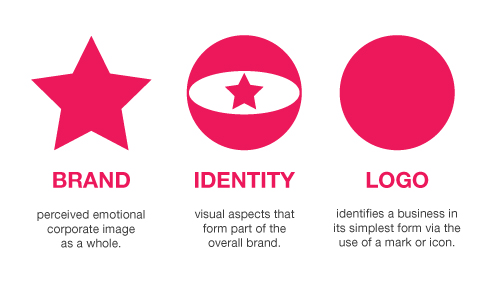 BRAND
perceived emotional
corporate image
as a whole.
IDENTITY
visual aspects that
form part of the
overall brand.
LOGO
identifies a business in
its simplest form via the
use of a mark or icon.